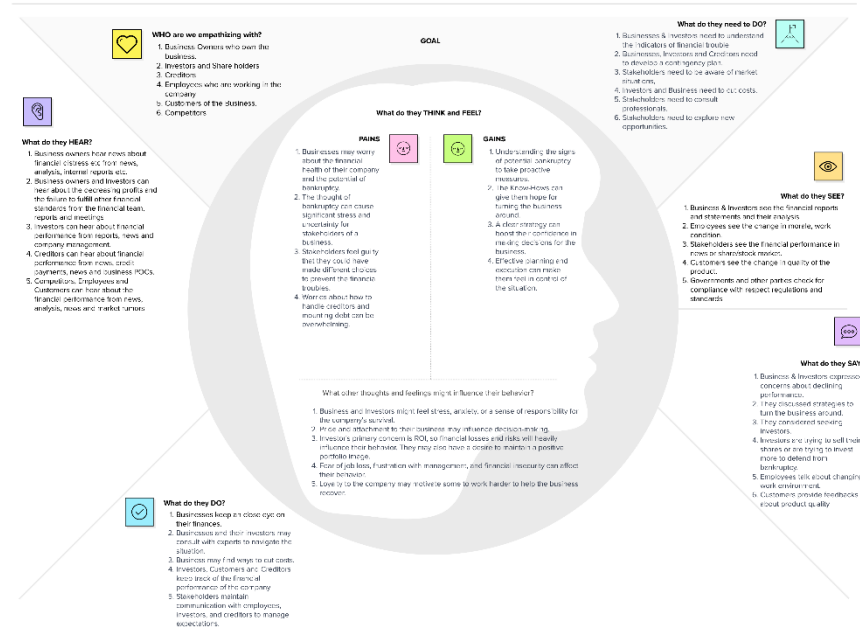 WHO are we empathizing with?
1. Business Owners who own the
business.
2. Investors and Share holders
3. Creditors
4. Employees who are working in the
company
5. Customers of the Business.
6. Competitors
GOAL
What do they need to DO?
1. Businesses & Investors need to understand
the indicators of financial trouble
2. Businesses, Investors and Creditors need
to develop a contingency plan.
3. Stakeholders need to be aware of market
situations,
4. Investors and Business need to cut costs.
5. Stakeholders need to consult
professionals.
6. Stakeholders need to explore new
opportunities.
What do they HEAR?
1. Business owners hear news about
financial distress etc from news,
analysis, internal reports etc.
2. Business owners and Investors can
hear about the decreasing profits and
the failure to fulfill other financial
standards from the financial team,
reports and meetings
3. Investors can hear about financial
performance from reports, news and
company management.
4. Creditors can hear about financial
performance from news, credit
payments, news and business POCs.
5. Competitors, Employees and
Customers can hear about the
financial performance from news,
analysis, news and market rumors
What do they THINK and FEEL?
PAINS
1. Businesses may worry
about the financial
health of their company
and the potential of
bankruptcy.
2. The thought of
bankruptcy can cause
significant stress and
uncertainty for
stakeholders of a
business.
3. Stakeholders feel guilty
that they could have
made different choices
to prevent the financial
troubles.
4. Worries about how to
handle creditors and
mounting debt can be
overwhelming.
GAINS
1. Understanding the signs
of potential bankruptcy
to take proactive
measures.
2. The Know-Hows can
give them hope for
turning the business
around.
3. A clear strategy can
boost their confidence in
making decisions for the
business.
4. Effective planning and
execution can make
them feel in control of
the situation.
What do they SEE?
1. Business & Investors see the financial reports
and statements and their analysis
2. Employees see the change in morale, work
condition.
3. Stakeholders see the financial performance in
news or share/stock market.
4. Customers see the change in quality of the
product.
5. Governments and other parties check for
compliance with respect regulations and
standards
What do they SAY
1. Business & Investors expresse
concerns about declining
performance.
2. They discussed strategies to
turn the business around.
3. They considered seeking
investors.
4. Investors are trying to sell their
shares or are trying to invest
more to defend from
bankruptcy.
5. Employees talk about changing
work environment.
6. Customers provide feedbacks
about product quality
What other thoughts and feelings might influence their behavior?
1. Business and Investors might feel stress, anxiety, or a sense of responsibility for
the company's survival.
2. Pride and attachment to their business may influence decision-making.
3. Investor's primary concern is ROI, so financial losses and risks will heavily
influence their behavior. They may also have a desire to maintain a positive
portfolio image.
4. Fear of job loss, frustration with management, and financial insecurity can affect
their behavior.
5. Loyalty to the company may motivate some to work harder to help the business
recover.
What do they DO?
1. Businesses keep an close eye on
their finances.
2. Businesses and their investors may
consult with experts to navigate the
situation.
3. Business may find ways to cut costs.
4. Investors, Customers and Creditors
keep track of the financial
performance of the company
5. Stakeholders maintain
communication with employees,
investors, and creditors to manage
expectations.